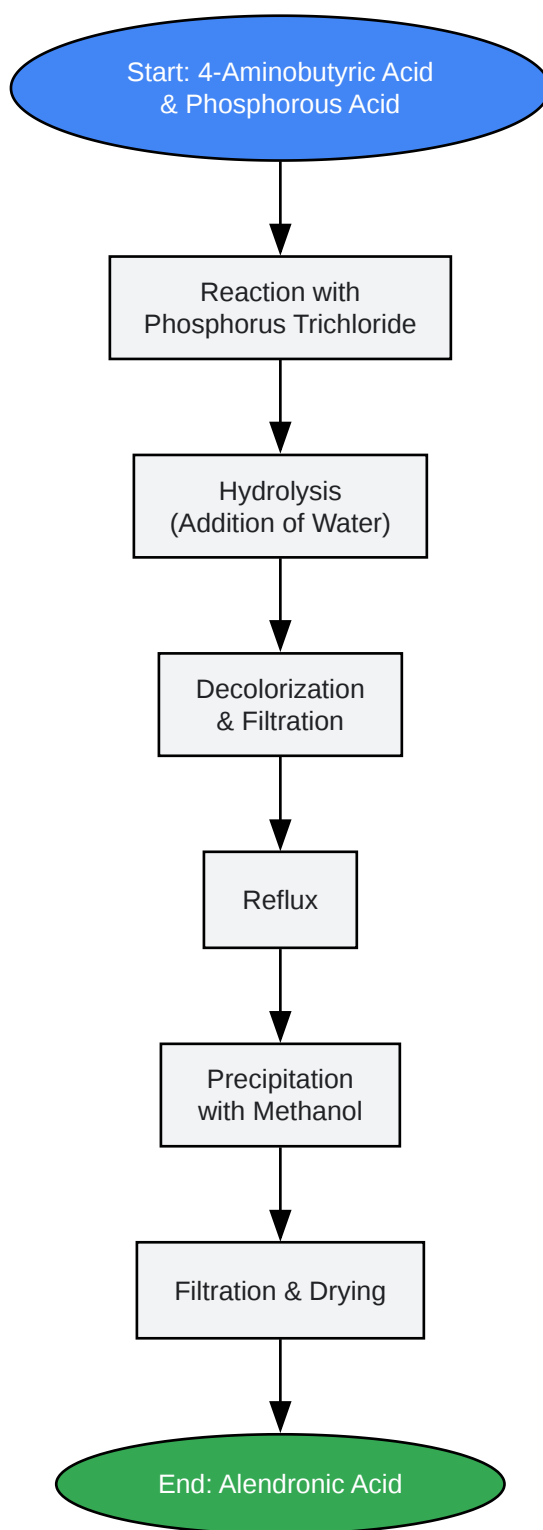 Start: 4-Aminobutyric Acid
& Phosphorous Acid
Reaction with
Phosphorus Trichloride
Hydrolysis
(Addition of Water)
Decolorization
& Filtration
Reflux
Precipitation
with Methanol
Filtration & Drying
End: Alendronic Acid